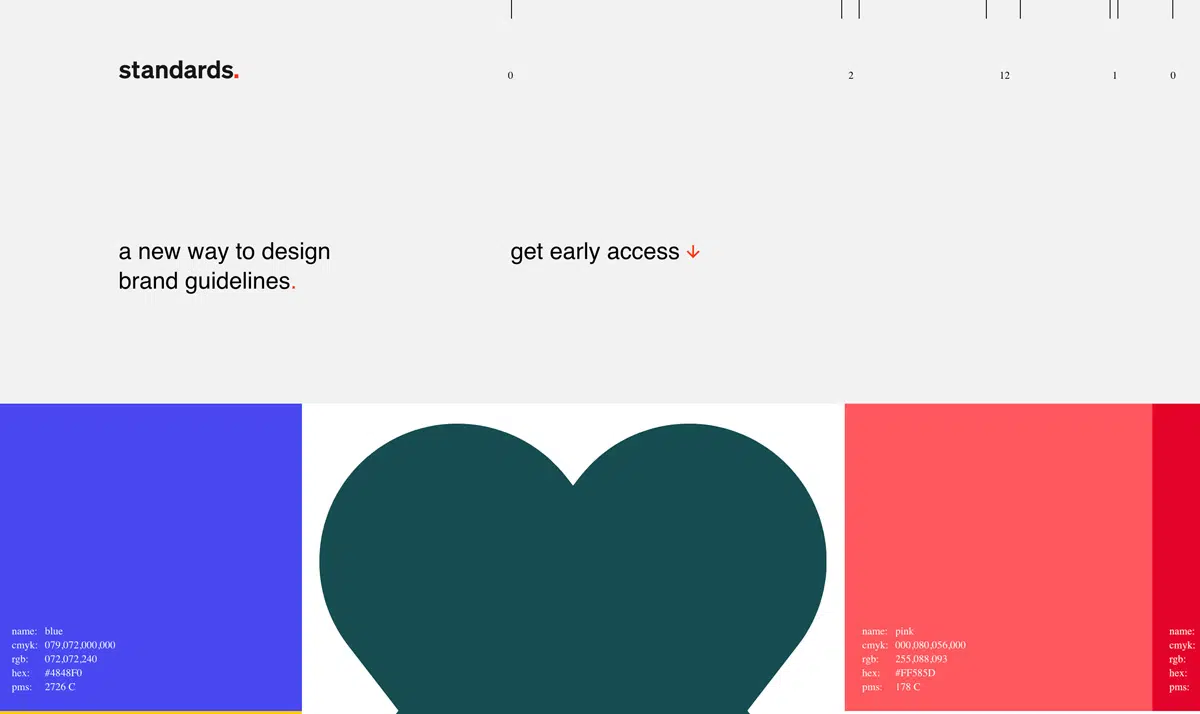 standards.
0
2
12
1
0
a new way to design
brand guidelines.
get early access ↓
name: blue
cmyk: 079,072,000,000
rgb: 072,072,240
hex: #4848F0
pms: 2726 C
name: pink
cmyk: 000,080,056,000
rgb: 255,088,093
hex: #FF585D
pms: 178 C
name:
cmyk:
rgb:
hex:
pms: